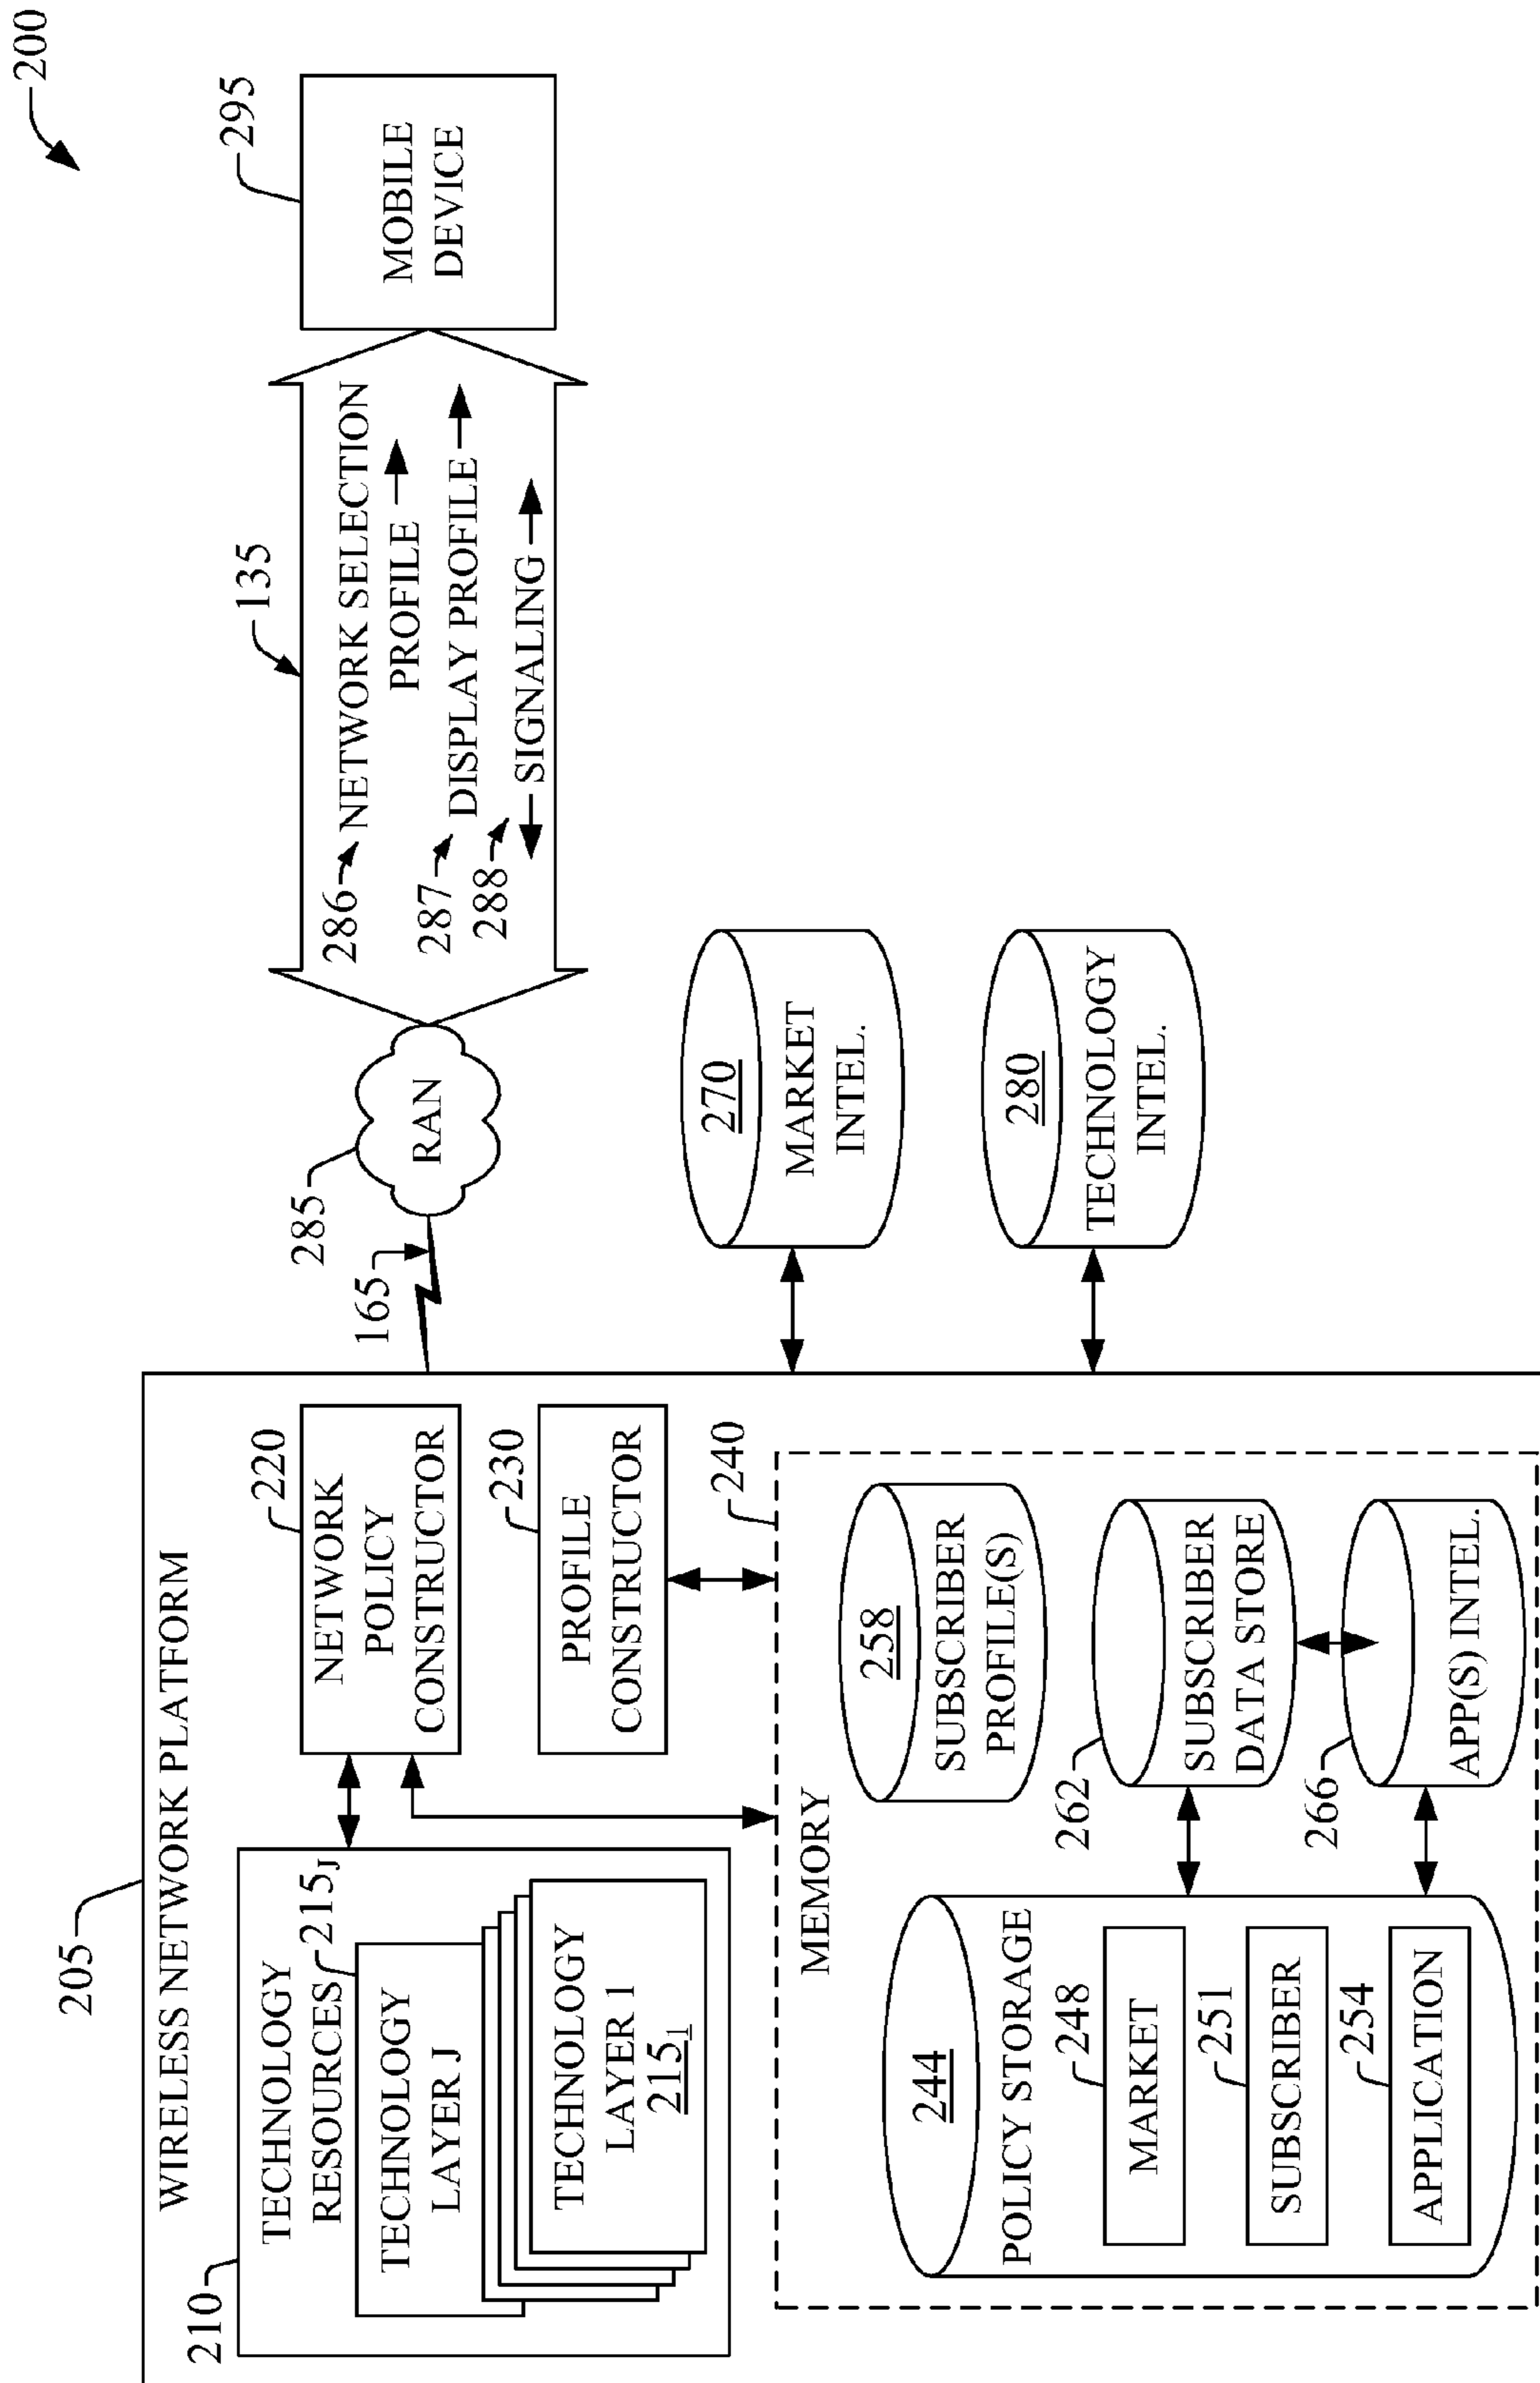 200
205
WIRELESS NETWORK PLATFORM
210
TECHNOLOGY
RESOURCES
215J
TECHNOLOGY
LAYER J
TECHNOLOGY
LAYER 1
2151
220
NETWORK
POLICY
CONSTRUCTOR
230
PROFILE
CONSTRUCTOR
240
MEMORY
244
POLICY STORAGE
248
MARKET
251
SUBSCRIBER
254
APPLICATION
258
SUBSCRIBER
PROFILE(S)
262
SUBSCRIBER
DATA STORE
266
APP(S) INTEL.
165
285
RAN
135
286
NETWORK SELECTION
PROFILE
287
DISPLAY PROFILE
288
SIGNALING
295
MOBILE
DEVICE
270
MARKET
INTEL.
280
TECHNOLOGY
INTEL.